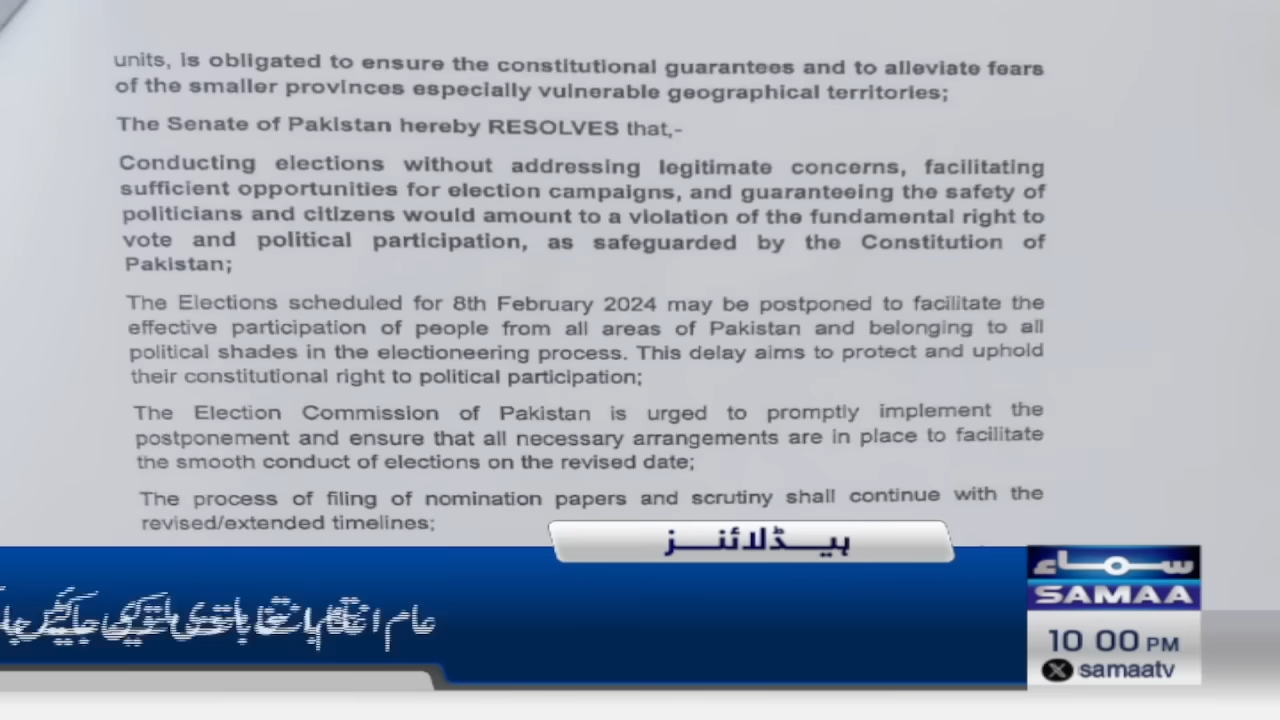 units, is obligated to ensure the constitutional guarantees and to alleviate fears
of the smaller provinces especially vulnerable geographical territories;
The Senate of Pakistan hereby RESOLVES that,-
Conducting elections without addressing legitimate concerns, facilitating
sufficient opportunities for election campaigns, and guaranteeing the safety of
politicians and citizens would amount to a violation of the fundamental right to
vote and political participation, as safeguarded by the Constitution of
Pakistan;
The Elections scheduled for 8th February 2024 may be postponed to facilitate the
effective participation of people from all areas of Pakistan and belonging to all
political shades in the electioneering process. This delay aims to protect and uphold
their constitutional right to political participation;
The Election Commission of Pakistan is urged to promptly implement the
postponement and ensure that all necessary arrangements are in place to facilitate
the smooth conduct of elections on the revised date;
The process of filing of nomination papers and scrutiny shall continue with the
revised/extended timelines;
ہیڈلائنز
عام
سماء
SAMAA
10 00 PM
X samaatv